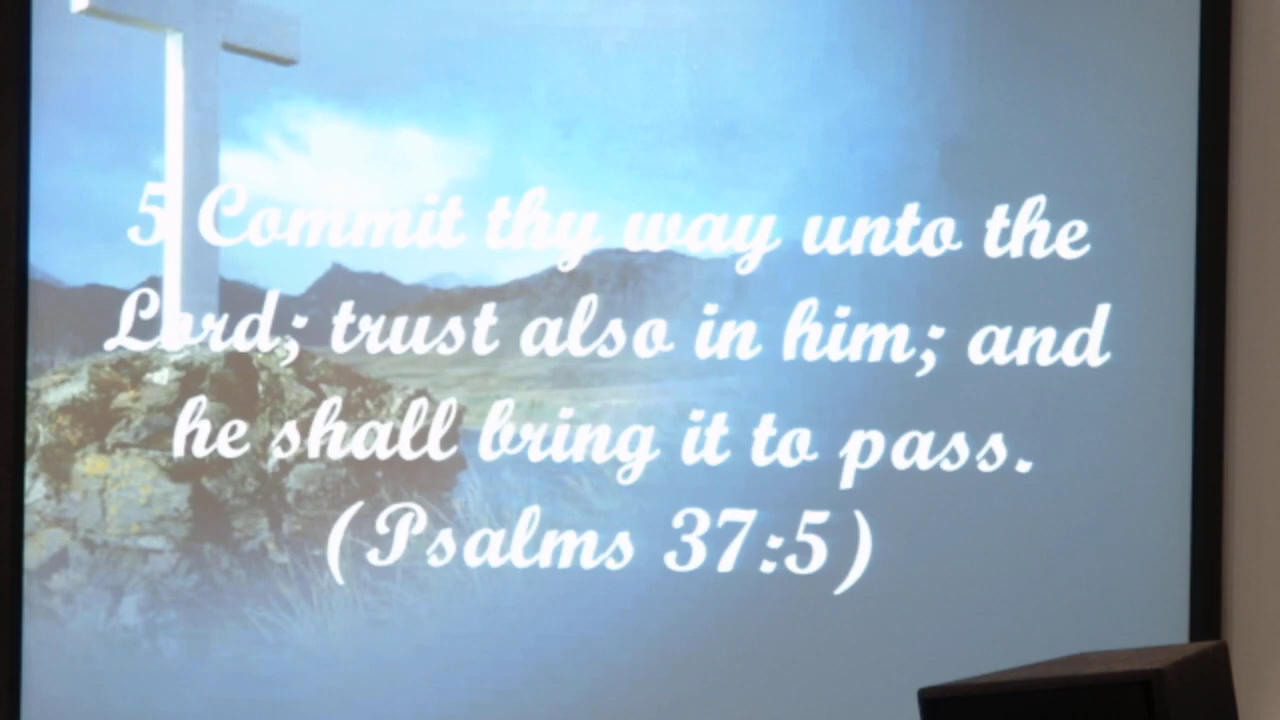 5 Commit thy way unto the
Lord; trust also in him; and
he shall bring it to pass.
(Psalms 37:5)